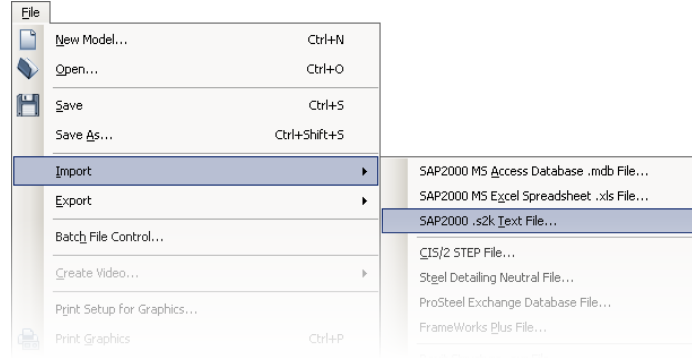 File
New Model... Ctrl+N
Open... Ctrl+O
Save Ctrl+S
Save As... Ctrl+Shift+S
Import
Export
Batch File Control...
Create Video...
Print Setup for Graphics...
Print Graphics Ctrl+P
SAP2000 MS Access Database .mdb File...
SAP2000 MS Excel Spreadsheet .xls File...
SAP2000 .s2k Text File...
CIS/2 STEP File...
Steel Detailing Neutral File...
ProSteel Exchange Database File...
FrameWorks Plus File...